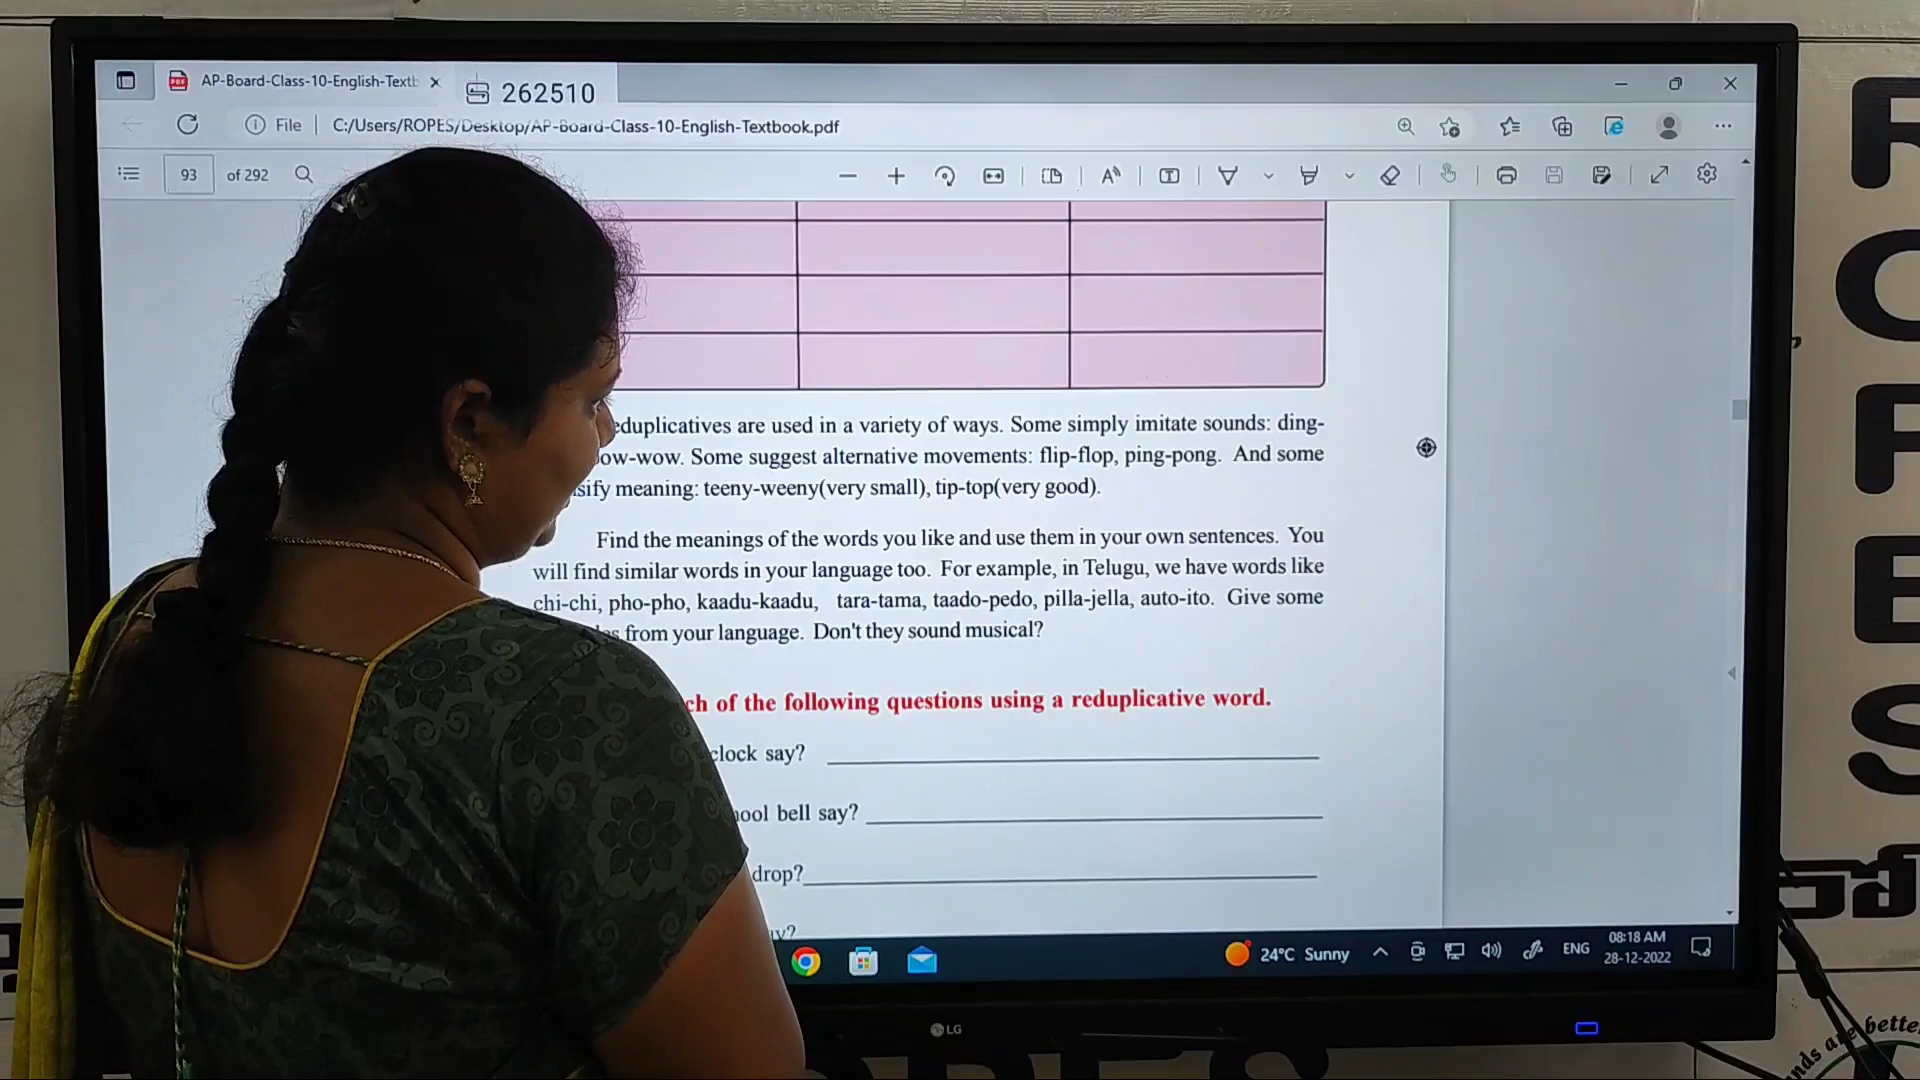 AP-Board-Class-10-English-Textb
262510
File
C:/Users/ROPES/Desktop/AP-Board-Class-10-English-Textbook.pdf
93 of 292
eduplicatives are used in a variety of ways. Some simply imitate sounds: ding-
ow-wow. Some suggest alternative movements: flip-flop, ping-pong. And some
sify meaning: teeny-weeny(very small), tip-top(very good).
Find the meanings of the words you like and use them in your own sentences. You
will find similar words in your language too. For example, in Telugu, we have words like
chi-chi, pho-pho, kaadu-kaadu, tara-tama, taado-pedo, pilla-jella, auto-ito. Give some
from your language. Don't they sound musical?
ch of the following questions using a reduplicative word.
clock say?
ool bell say?
drop?
24°C Sunny
ENG
08:18 AM
28-12-2022
LG
ROPES
ROPES
nds are bette